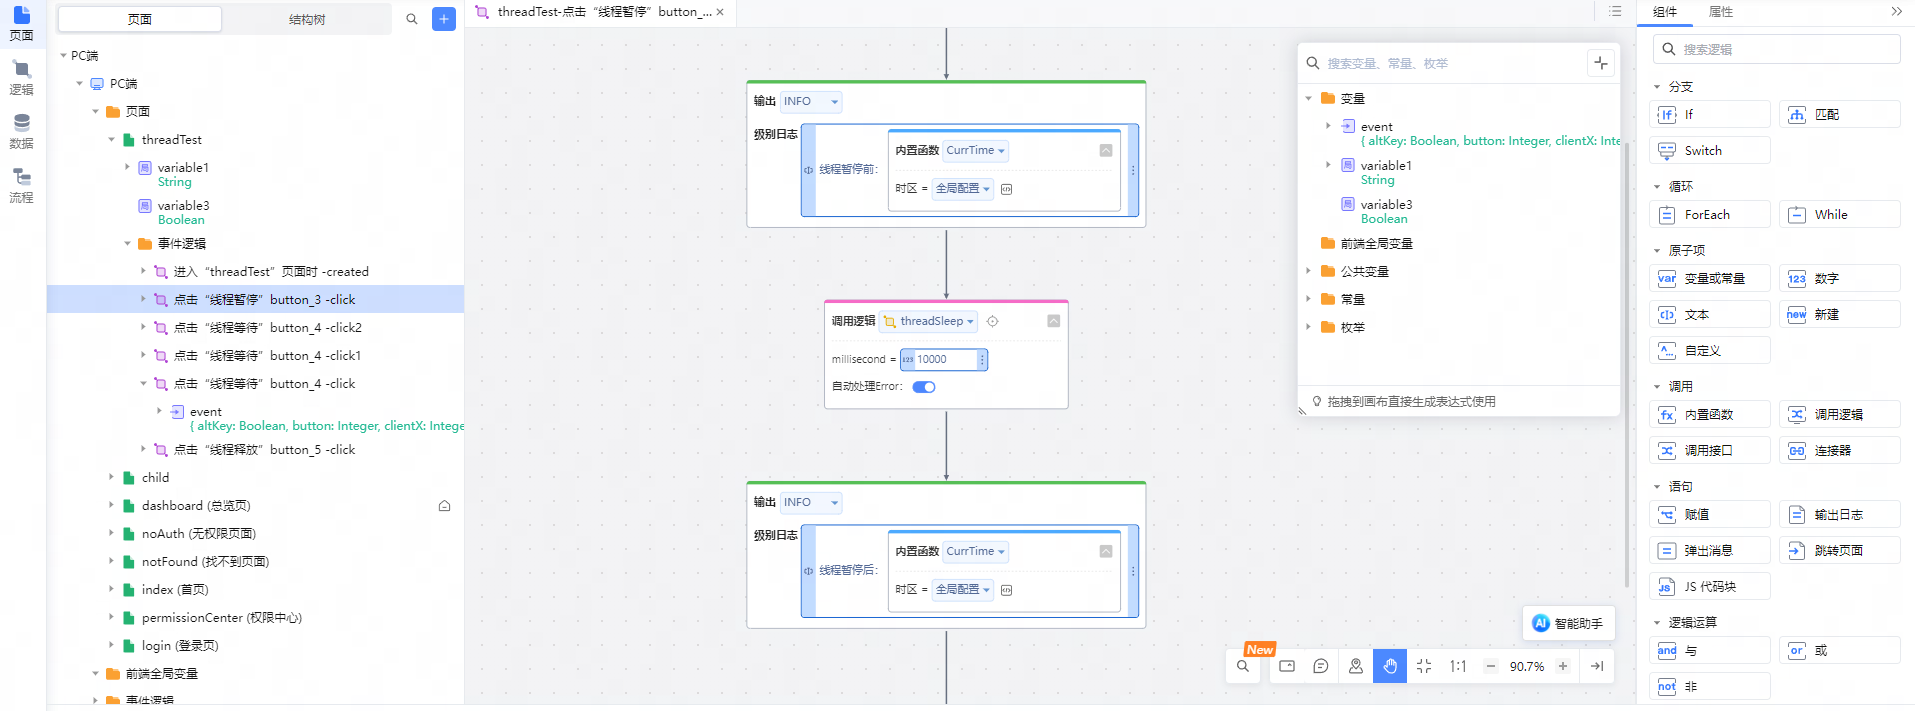 页面
逻辑
数据
流程
页面
结构树
PC端
PC端
页面
threadTest
variable1
String
variable3
Boolean
事件逻辑
进入“threadTest”页面时 -created
点击“线程暂停”button_3 -click
点击“线程等待”button_4 -click2
点击“线程等待”button_4 -click1
点击“线程等待”button_4 -click
event
{ altKey: Boolean, button: Integer, clientX: Intege
点击“线程释放”button_5 -click
child
dashboard (总览页)
noAuth (无权限页面)
notFound (找不到页面)
index (首页)
permissionCenter (权限中心)
login (登录页)
前端全局变量
事件逻辑
threadTest-点击“线程暂停”button_...
输出 INFO
级别日志
线程暂停前:
内置函数 CurrTime
时区 = 全局配置
调用逻辑 threadSleep
millisecond = 123 10000
自动处理Error:
输出 INFO
级别日志
线程暂停后:
内置函数 CurrTime
时区 = 全局配置
搜索变量、常量、枚举
变量
event
{ altKey: Boolean, button: Integer, clientX: Inte
局 variable1
String
局 variable3
Boolean
前端全局变量
公共变量
常量
枚举
拖拽到画布直接生成表达式使用
AI 智能助手
New
1:1
90.7%
组件
属性
搜索逻辑
分支
If If
匹配
Switch
循环
ForEach
While
原子项
var 变量或常量
123 数字
文本
new 新建
自定义
调用
fx 内置函数
调用逻辑
调用接口
连接器
语句
赋值
输出日志
弹出消息
跳转页面
JS JS 代码块
逻辑运算
and 与
or 或
not 非